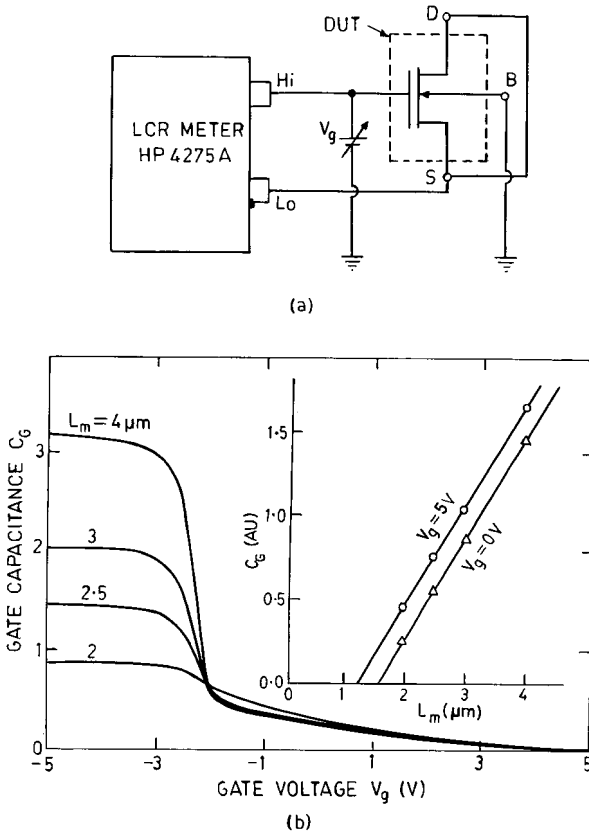 DUT
D
Hi
B
LCR METER
HP 4275A
Vg
S
Lo
(a)
GATE CAPACITANCE CG
3
2
1
0
Lm = 4 μm
3
2·5
2
CG (AU)
1·5
1·0
0·5
0·0
Vg = 5V
Vg = 0V
0 1 2 3 4
Lm (μm)
-5 -3 -1 1 3 5
GATE VOLTAGE Vg (V)
(b)